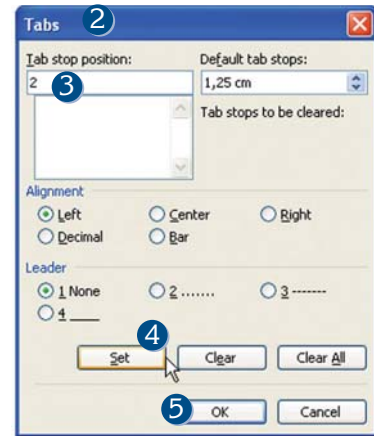 Tabs 2
Tab stop position: Default tab stops:
2 1,25 cm
3 Tab stops to be cleared:
Alignment
Left Center Right
Decimal Bar
Leader
1 None 2 ....... 3 -------
4 ____
4
Set Clear Clear All
5 OK Cancel